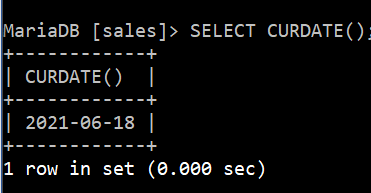 MariaDB [sales]> SELECT CURDATE();
+------------+
| CURDATE()  |
+------------+
| 2021-06-18 |
+------------+
1 row in set (0.000 sec)